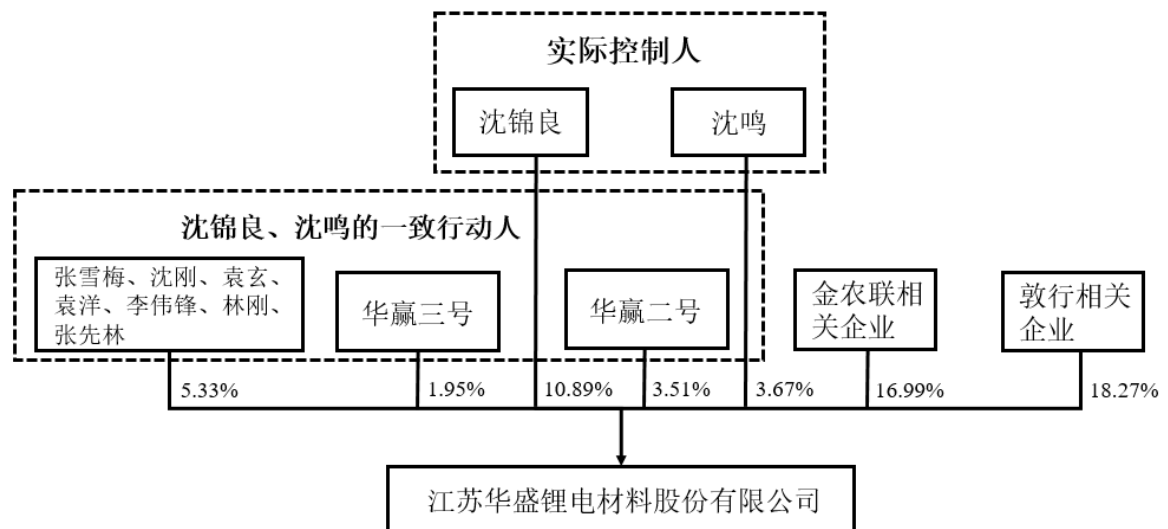 实际控制人
沈锦良
沈鸣
沈锦良、沈鸣的一致行动人
张雪梅、沈刚、袁玄、
袁洋、李伟锋、林刚、
张先林
华赢三号
华赢二号
金农联相
关企业
敦行相关
企业
5.33%
1.95%
10.89%
3.51%
3.67%
16.99%
18.27%
江苏华盛锂电材料股份有限公司